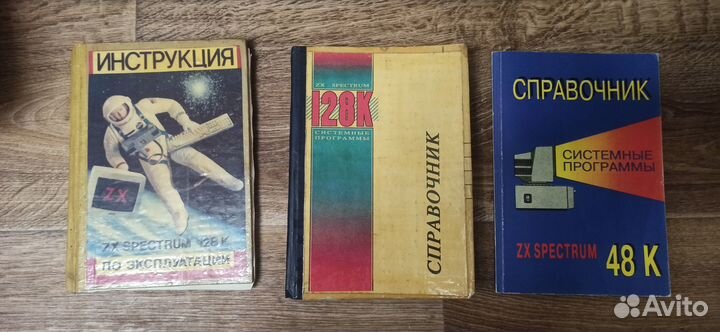 ИНСТРУКЦИЯ
ZX
ZX SPECTRUM 128 K
ПО ЭКСПЛУАТАЦИИ
ZX SPECTRUM
128K
СИСТЕМНЫЕ
ПРОГРАММЫ
СПРАВОЧНИК
СПРАВОЧНИК
СИСТЕМНЫЕ
ПРОГРАММЫ
ZX SPECTRUM 48 K
Avito